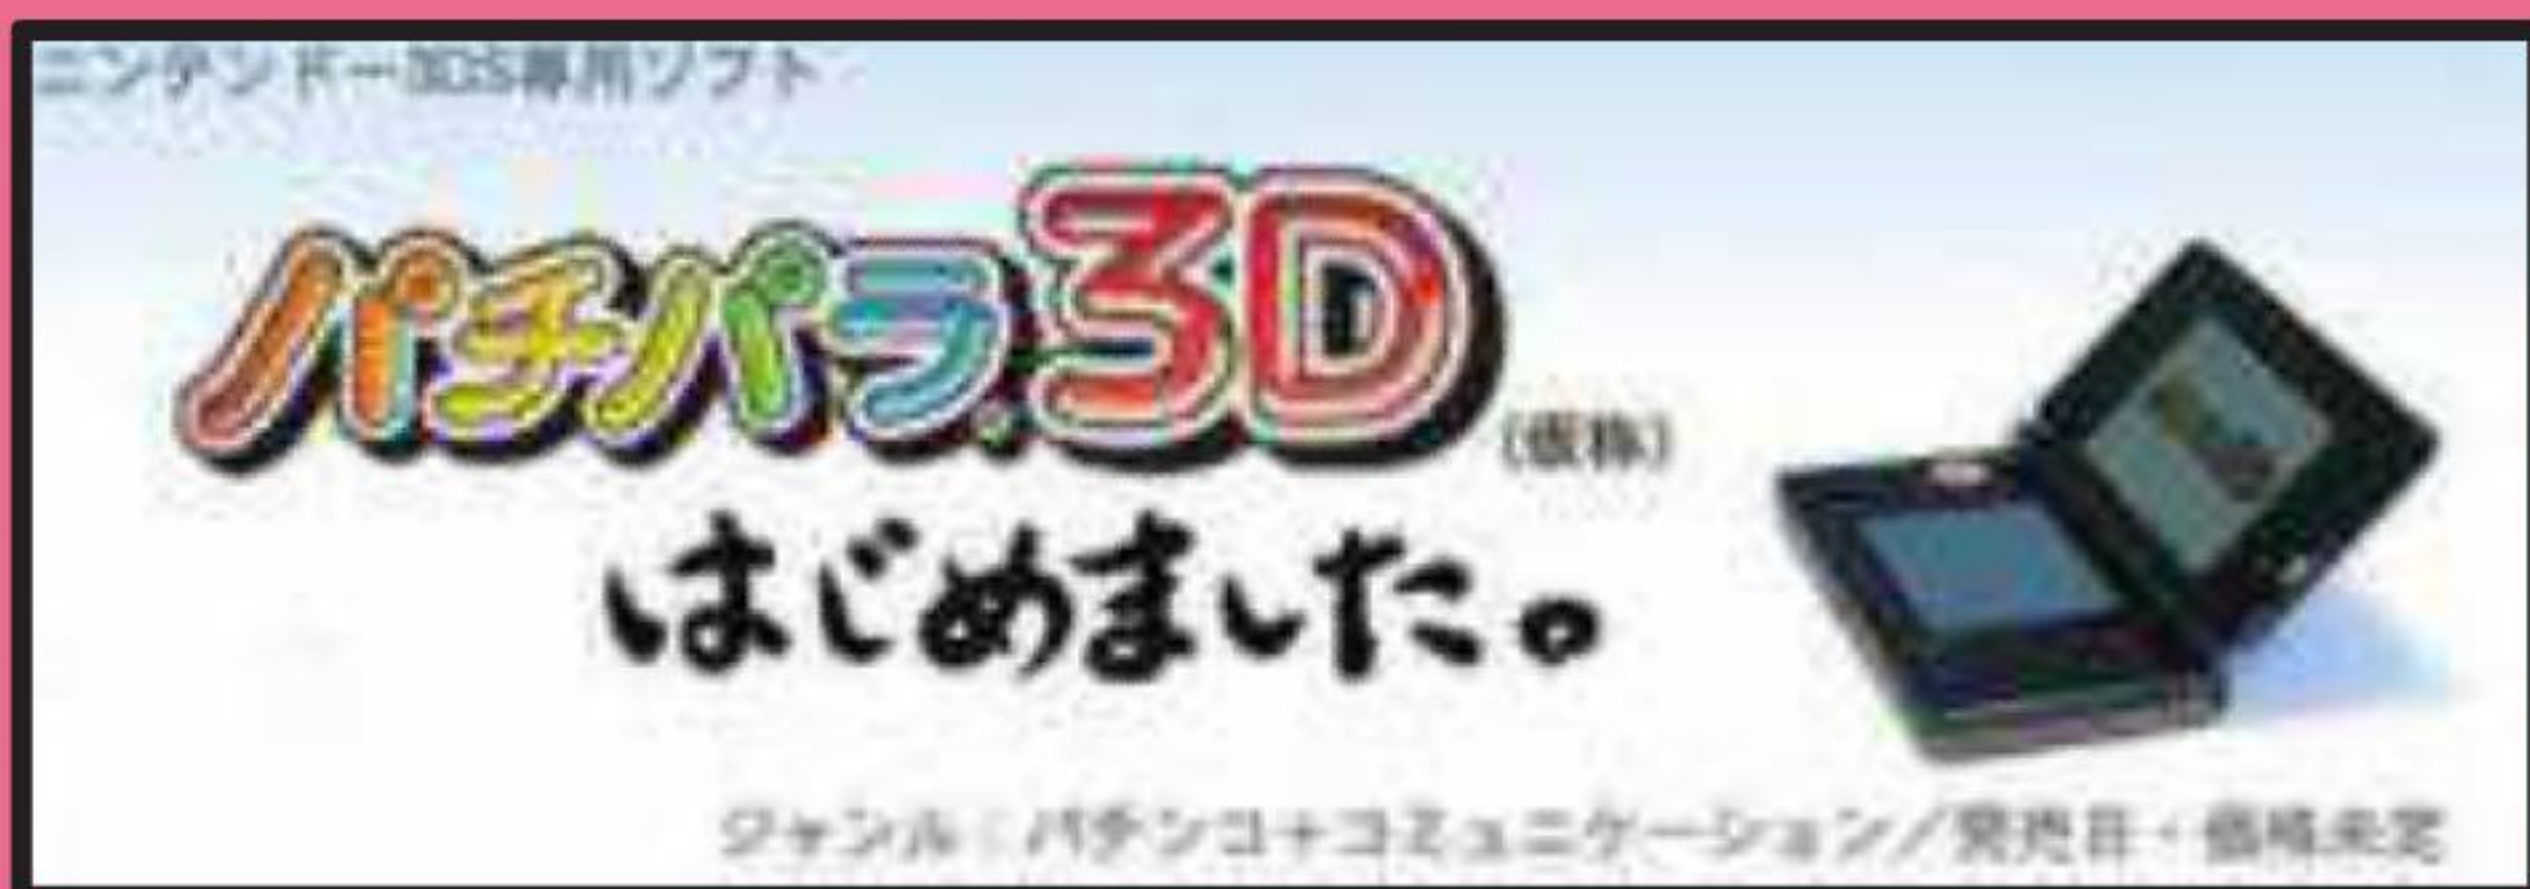 ニンテンドー3DS専用ソフト
パチパラ3D
(仮称)
はじめました。
ジャンル:パチンコ+コミュニケーション/発売日・価格未定